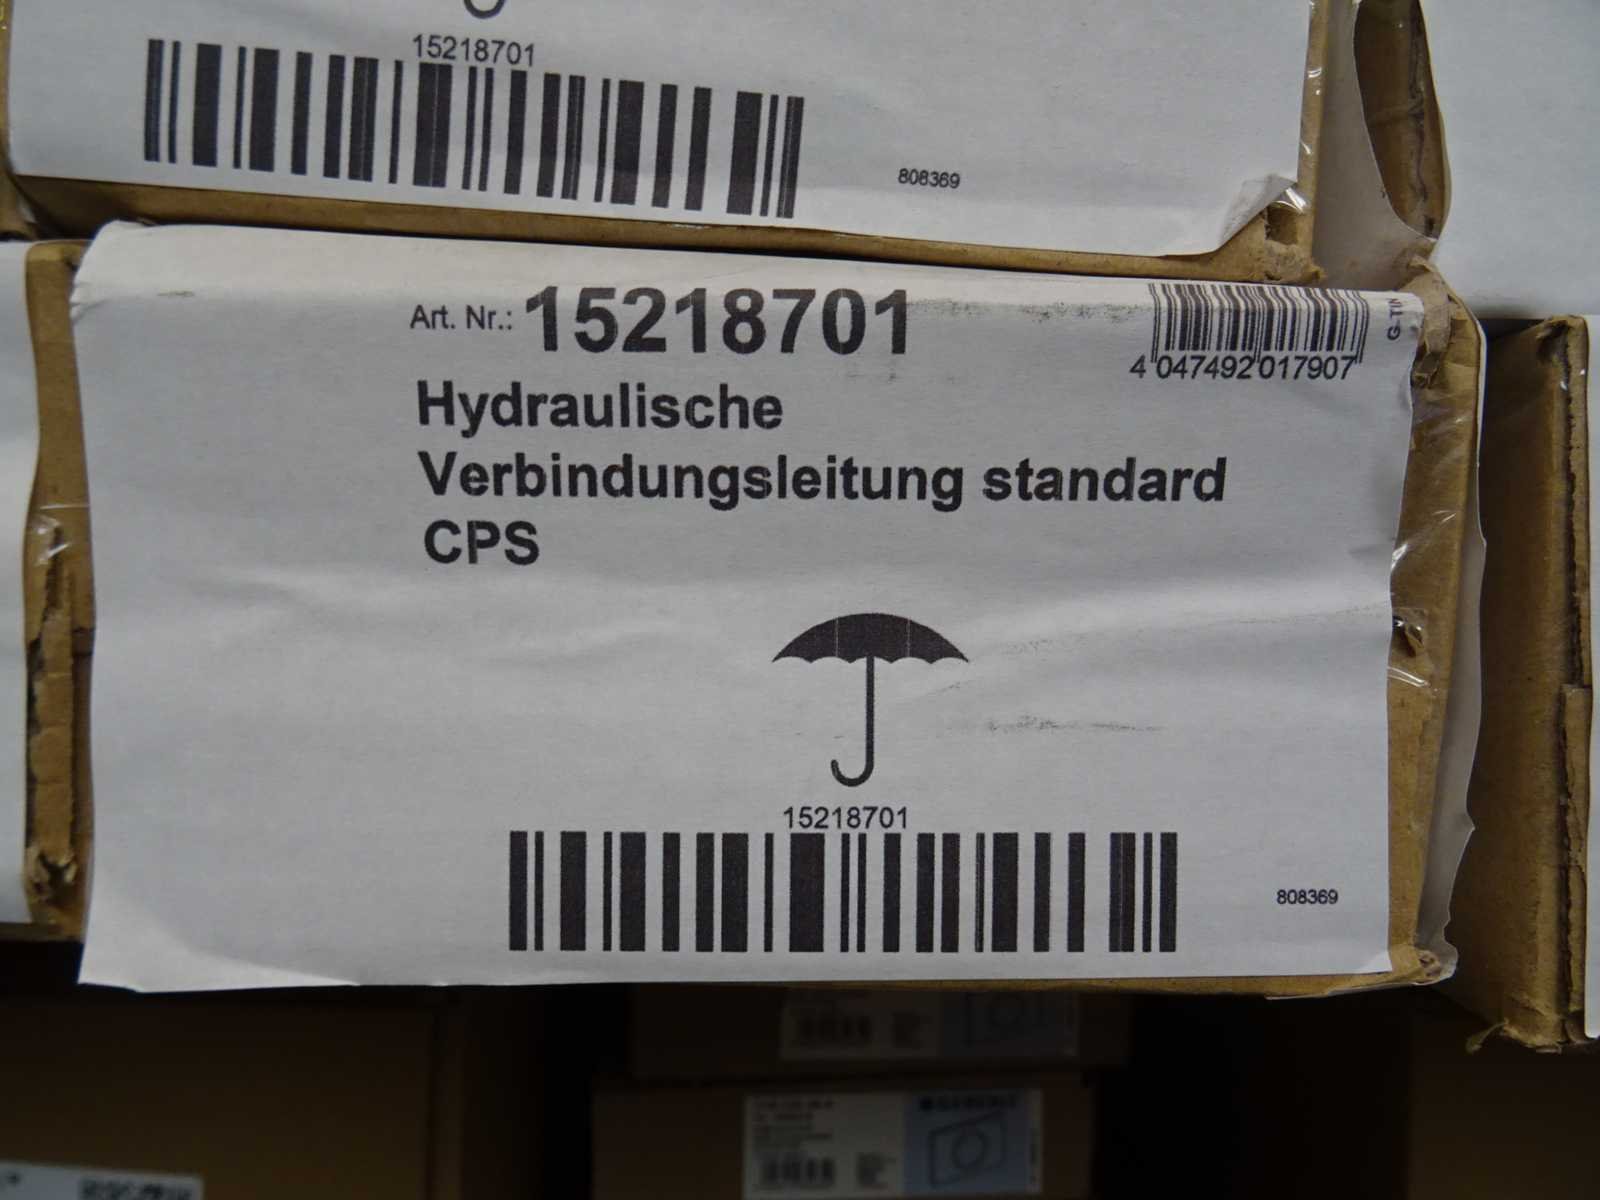 15218701
808369
Art. Nr.: 15218701
4 047492 017907
G-TIN
Hydraulische
Verbindungsleitung standard
CPS
15218701
808369